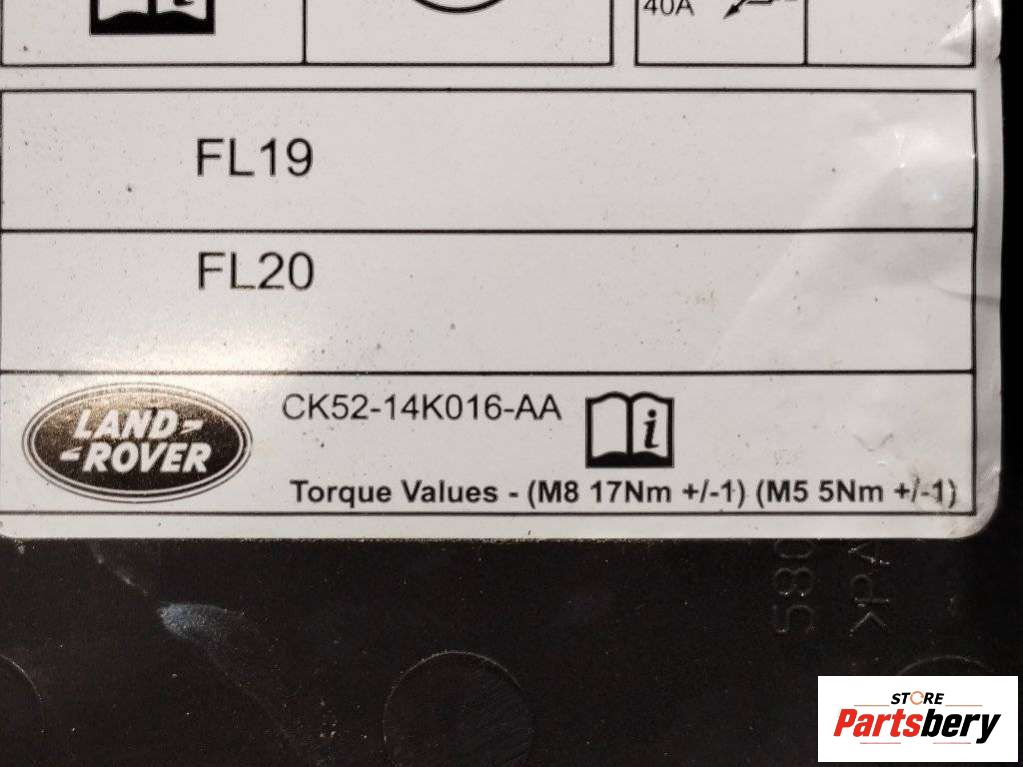 40A
FL19
FL20
LAND
ROVER
CK52-14K016-AA
Torque Values - (M8 17Nm +/-1) (M5 5Nm +/-1)
STORE
Partsbery